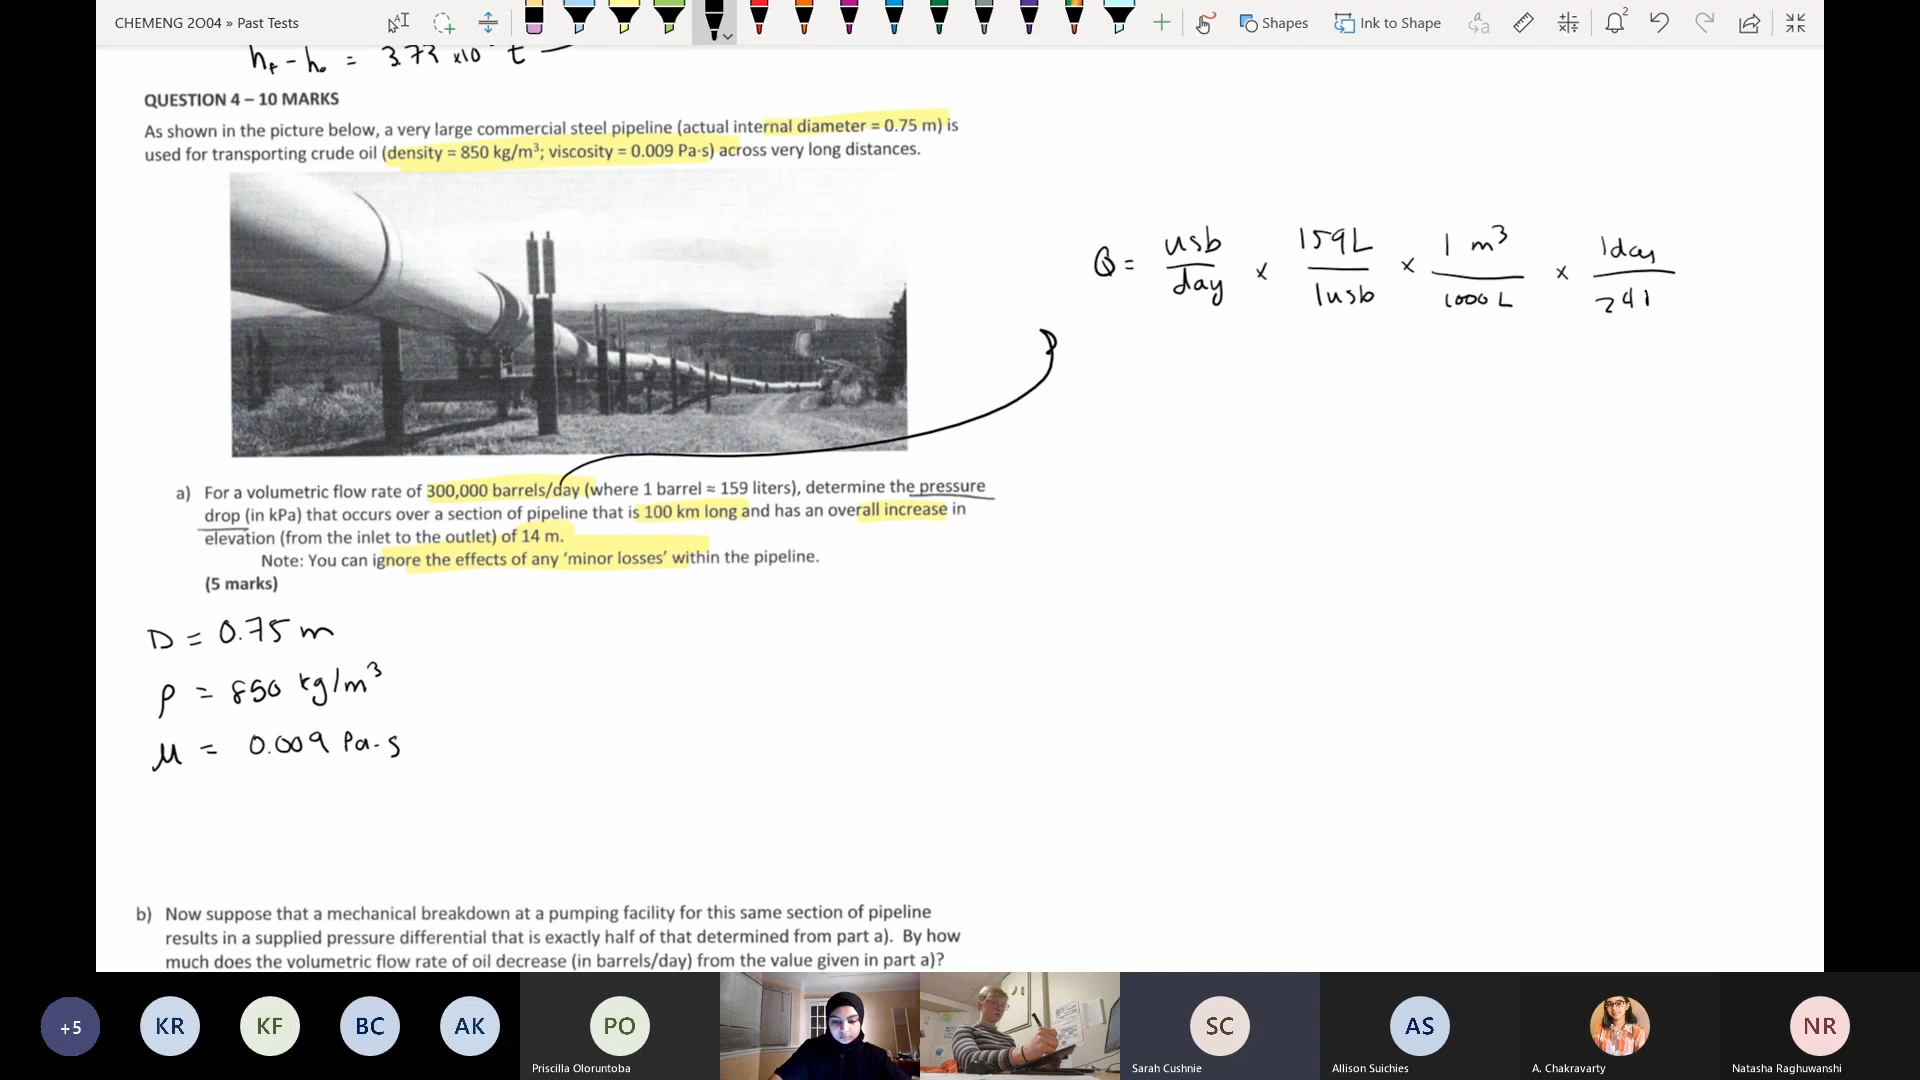 CHEMENG 2O04 » Past Tests
Shapes
Ink to Shape
2
QUESTION 4 – 10 MARKS
As shown in the picture below, a very large commercial steel pipeline (actual internal diameter = 0.75 m) is
used for transporting crude oil (density = 850 kg/m³; viscosity = 0.009 Pa·s) across very long distances.
Q = usb/day × 159L/1usb × 1 m³/1000 L × 1day/24
a) For a volumetric flow rate of 300,000 barrels/day (where 1 barrel ≈ 159 liters), determine the pressure
drop (in kPa) that occurs over a section of pipeline that is 100 km long and has an overall increase in
elevation (from the inlet to the outlet) of 14 m.
Note: You can ignore the effects of any ‘minor losses’ within the pipeline.
(5 marks)
D = 0.75 m
ρ = 850 kg/m³
μ = 0.009 Pa·s
b) Now suppose that a mechanical breakdown at a pumping facility for this same section of pipeline
results in a supplied pressure differential that is exactly half of that determined from part a). By how
much does the volumetric flow rate of oil decrease (in barrels/day) from the value given in part a)?
+5
KR
KF
BC
AK
PO
SC
AS
NR
Priscilla Oloruntoba
Sarah Cushnie
Allison Suichies
A. Chakravarty
Natasha Raghuwanshi